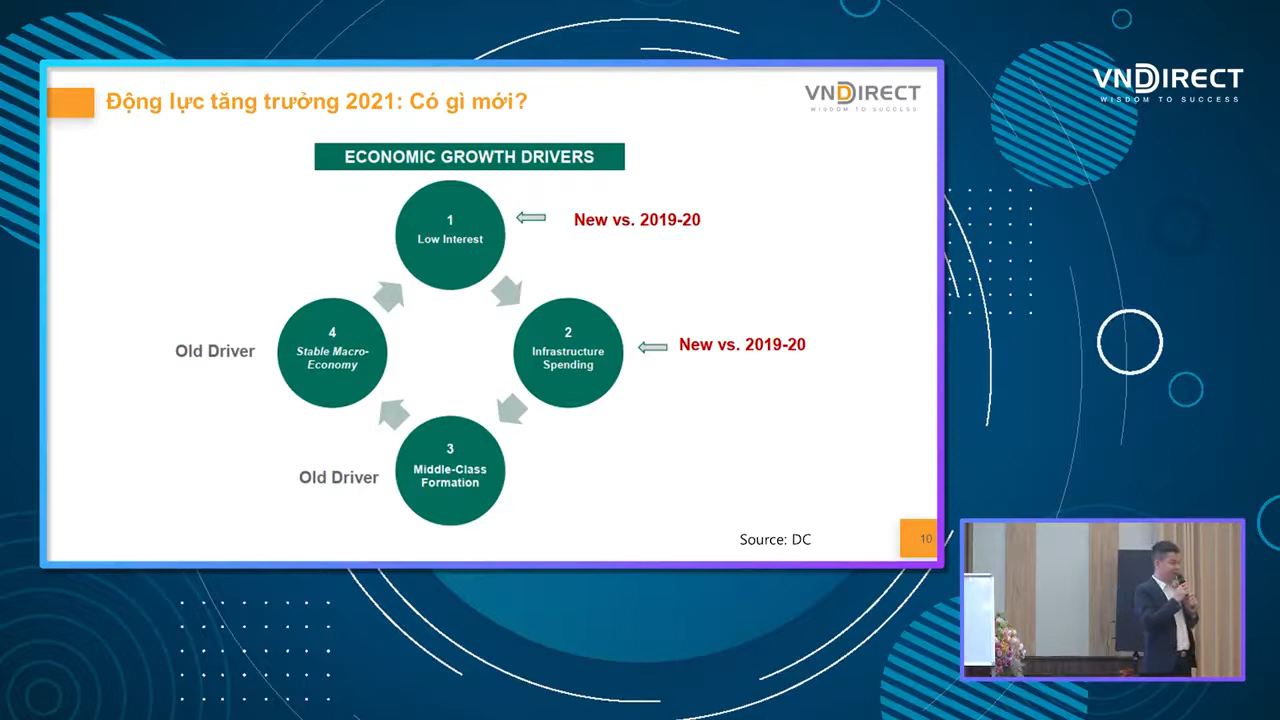 VNDIRECT
WISDOM TO SUCCESS
Động lực tăng trưởng 2021: Có gì mới?
VNDIRECT
WISDOM TO SUCCESS
ECONOMIC GROWTH DRIVERS
1
Low Interest
New vs. 2019-20
4
Stable Macro-
Economy
Old Driver
2
Infrastructure
Spending
New vs. 2019-20
3
Middle-Class
Formation
Old Driver
Source: DC
10